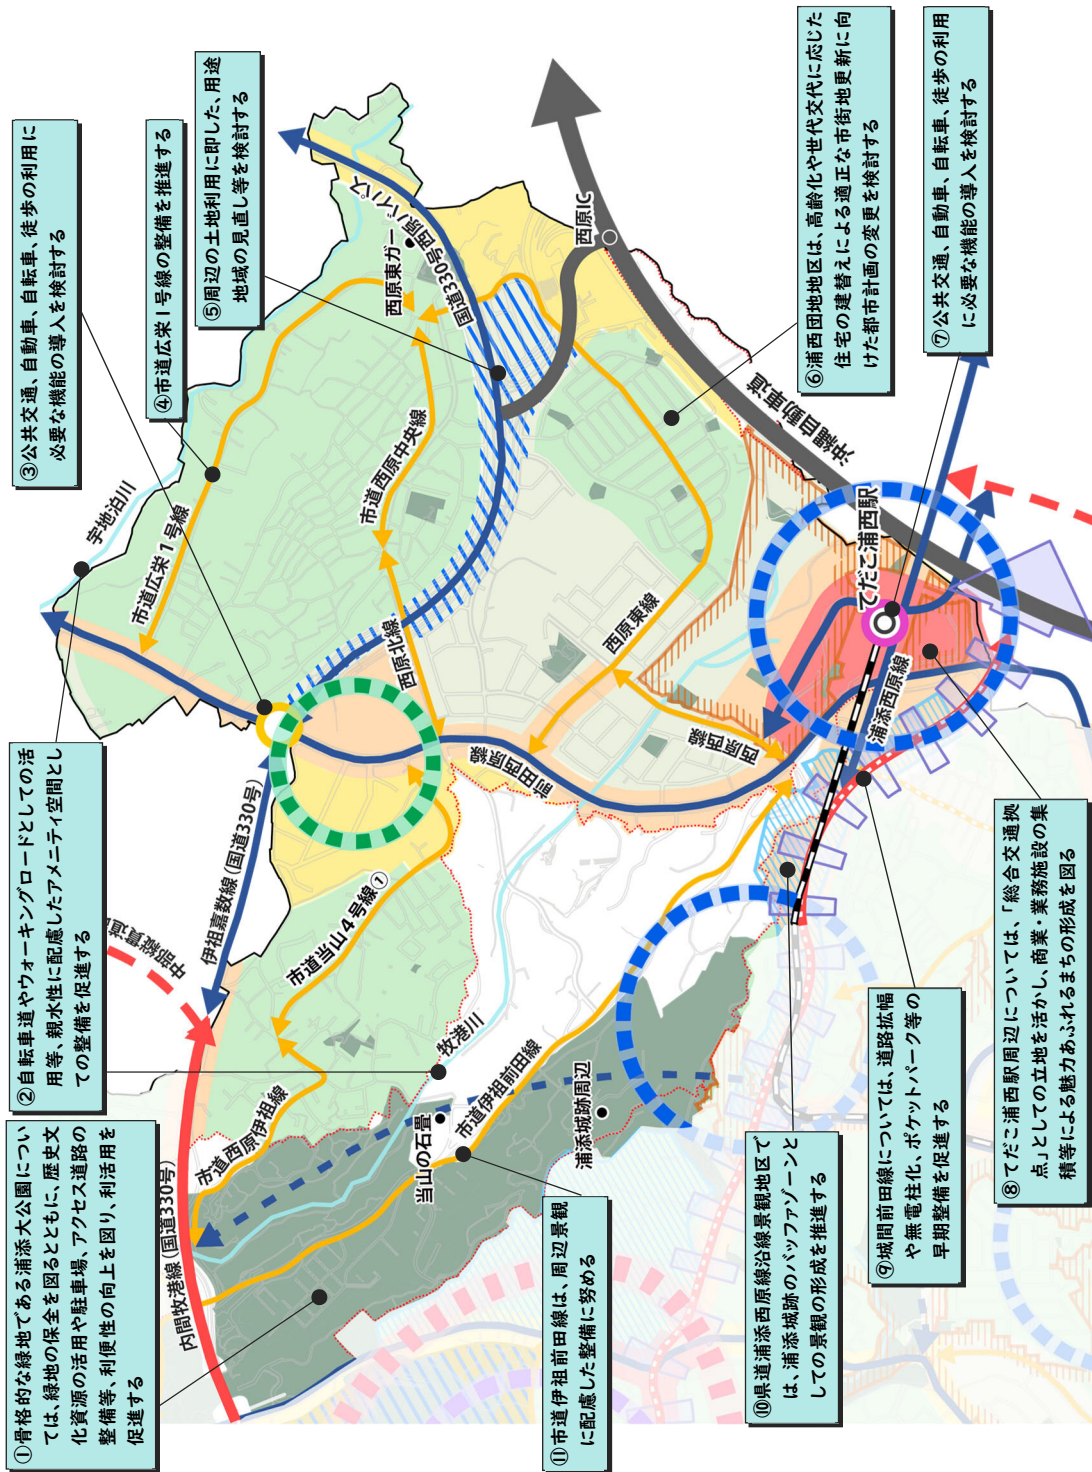 ①骨格的な緑地である浦添大公園につい
ては、緑地の保全を図るとともに、歴史文
化資源の活用や駐車場、アクセス道路の
整備等、利便性の向上を図り、利活用を
促進する
②自転車道やウォーキングロードとしての活
用等、親水性に配慮したアメニティ空間とし
ての整備を促進する
③公共交通、自動車、自転車、徒歩の利用に
必要な機能の導入を検討する
④市道広栄1号線の整備を推進する
⑤周辺の土地利用に即した、用途
地域の見直し等を検討する
⑥浦西団地地区は、高齢化や世代交代に応じた
住宅の建替えによる適正な市街地更新に向
けた都市計画の変更を検討する
⑦公共交通、自動車、自転車、徒歩の利用
に必要な機能の導入を検討する
⑧てだこ浦西駅周辺については、「総合交通拠
点」としての立地を活かし、商業・業務施設の集
積等による魅力あふれるまちの形成を図る
⑨城間前田線については、道路拡幅
や無電柱化、ポケットパーク等の
早期整備を促進する
⑩県道浦添西原線沿線景観地区で
は、浦添城跡のバッファゾーンと
しての景観の形成を推進する
⑪市道伊祖前田線は、周辺景観
に配慮した整備に努める
宇地泊川
市道広栄1号線
西原東ガー
国道330号西原バイパス
市道西原中央線
西原北線
西原IC
沖縄自動車道
西原東線
西原西線
前田西原線
てだこ浦西駅
浦添西原線
中部縦貫道
伊祖嘉数線(国道330号)
市道当山4号線①
牧港川
市道西原伊祖線
内間牧港線(国道330号)
当山の石畳
市道伊祖前田線
浦添城跡周辺